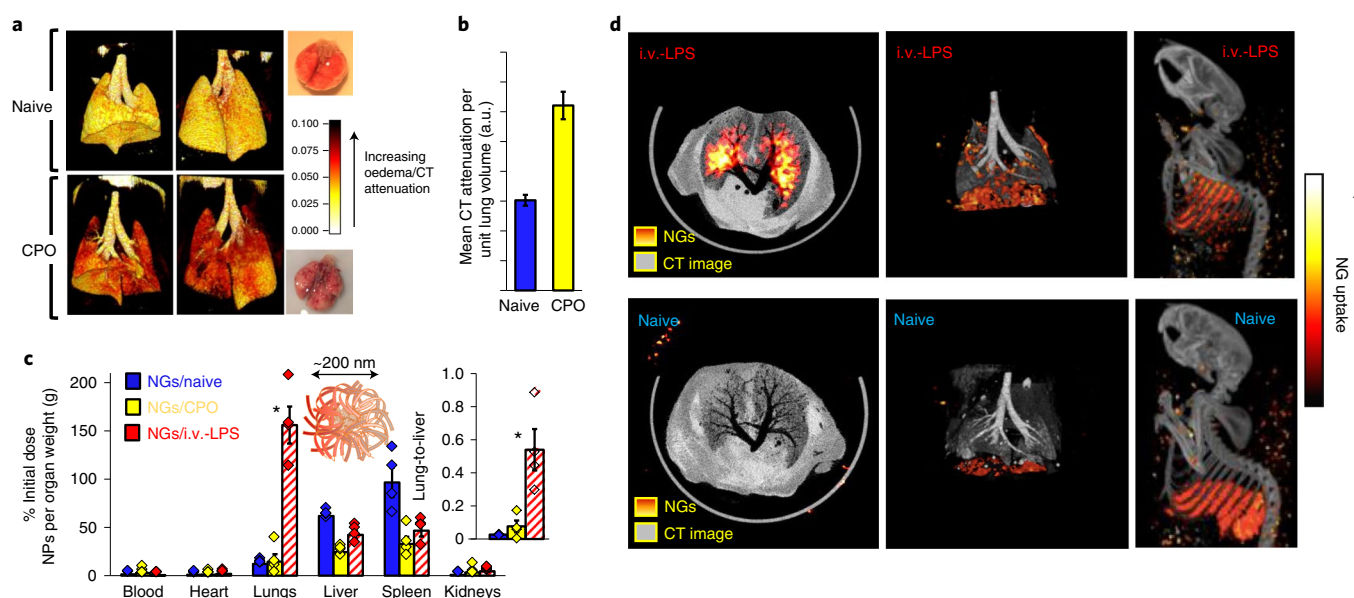 a
Naive
CPO
0.100
0.075
0.050
0.025
0.000
Increasing
oedema/CT
attenuation
b
Mean CT attenuation per
unit lung volume (a.u.)
Naive
CPO
c
% Initial dose
NPs per organ weight (g)
200
150
100
50
0
NGs/naive
NGs/CPO
NGs/i.v.-LPS
*
~200 nm
Lung-to-liver
1.0
0.8
0.6
0.4
0.2
0
*
Blood
Heart
Lungs
Liver
Spleen
Kidneys
d
i.v.-LPS
NGs
CT image
i.v.-LPS
i.v.-LPS
Naive
NGs
CT image
Naive
Naive
NG uptake